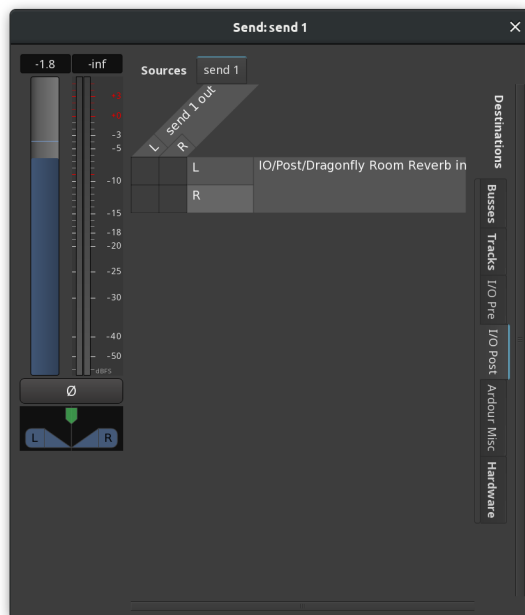 Send: send 1
-1.8
-inf
Sources
send 1
send 1 out
L
R
L
IO/Post/Dragonfly Room Reverb in
R
-3
-5
-10
-15
-18
-20
-25
-30
-40
-50
dBFS
Ø
L
R
Destinations
Busses
Tracks
I/O Pre
I/O Post
Ardour Misc
Hardware